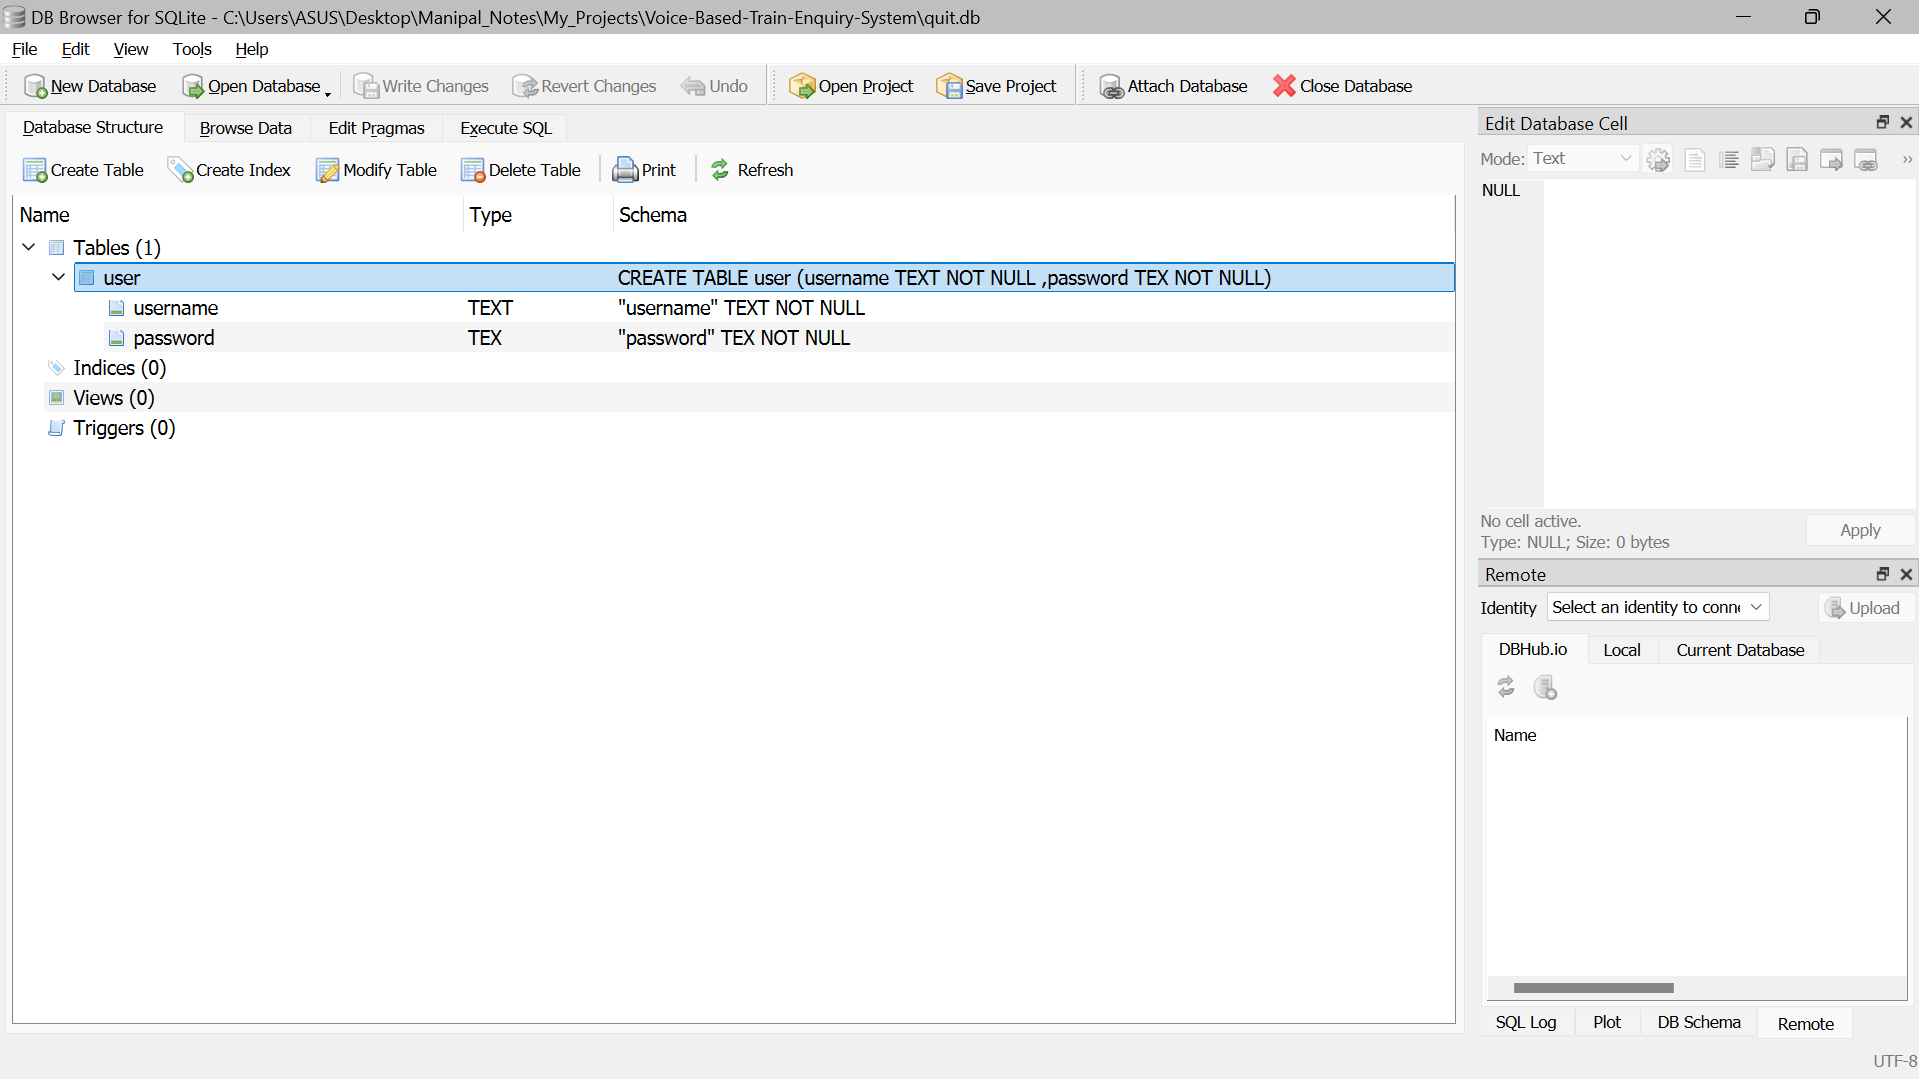 DB Browser for SQLite - C:\Users\ASUS\Desktop\Manipal_Notes\My_Projects\Voice-Based-Train-Enquiry-System\quit.db
File Edit View Tools Help
New Database Open Database Write Changes Revert Changes Undo Open Project Save Project Attach Database Close Database
Database Structure Browse Data Edit Pragmas Execute SQL
Create Table Create Index Modify Table Delete Table Print Refresh
Name Type Schema
Tables (1)
user CREATE TABLE user (username TEXT NOT NULL ,password TEX NOT NULL)
username TEXT "username" TEXT NOT NULL
password TEX "password" TEX NOT NULL
Indices (0)
Views (0)
Triggers (0)
Edit Database Cell
Mode: Text
NULL
No cell active.
Type: NULL; Size: 0 bytes
Apply
Remote
Identity Select an identity to conn Upload
DBHub.io Local Current Database
Name
SQL Log Plot DB Schema Remote
UTF-8